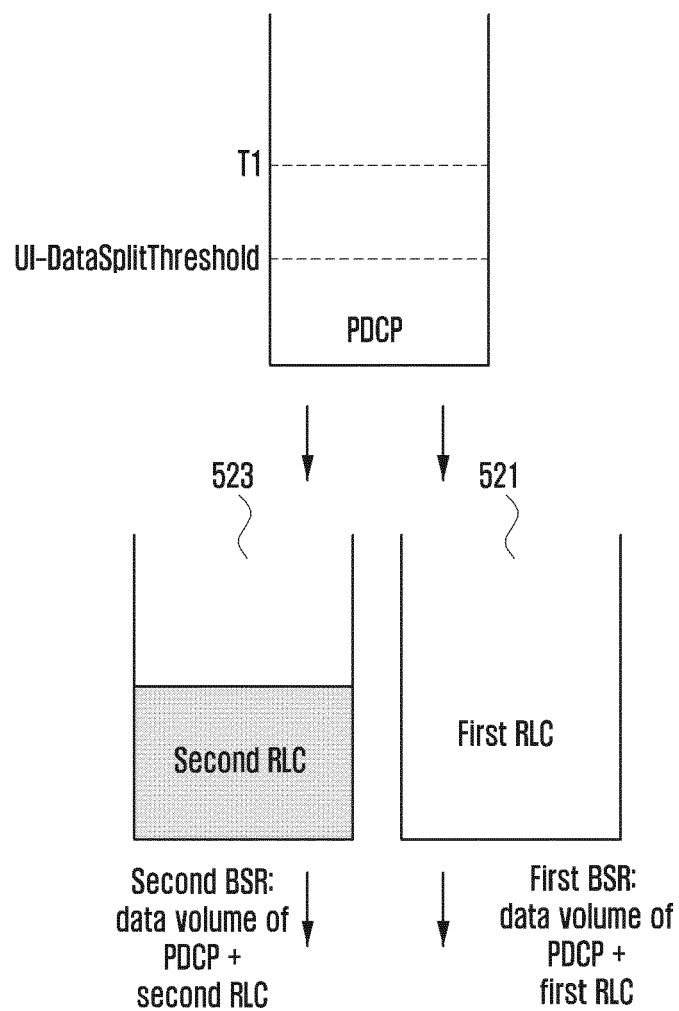 T1
UI-DataSplitThreshold
PDCP
523
521
Second RLC
First RLC
Second BSR:
data volume of
PDCP +
second RLC
First BSR:
data volume of
PDCP +
first RLC